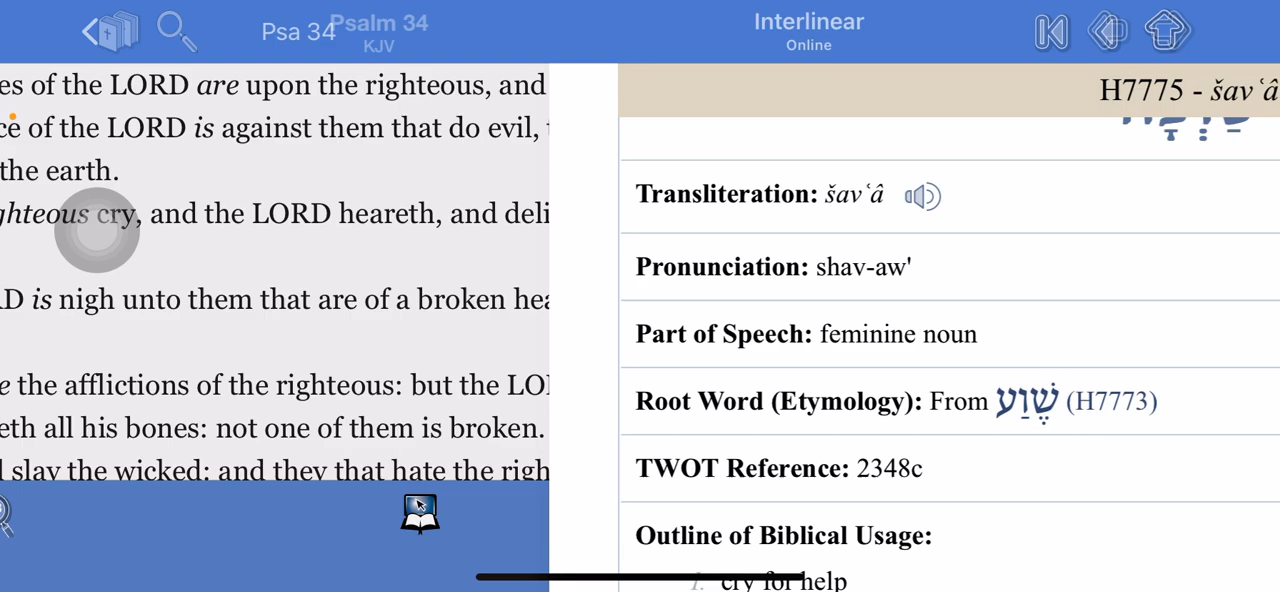 Psa 34
Psalm 34
KJV
es of the LORD are upon the righteous, and
ce of the LORD is against them that do evil,
the earth.
ghteous cry, and the LORD heareth, and deli
RD is nigh unto them that are of a broken hea
e the afflictions of the righteous: but the LO
eth all his bones: not one of them is broken.
l slay the wicked: and they that hate the righ
Interlinear
Online
H7775 - šavʿâ
Transliteration: šavʿâ
Pronunciation: shav-aw'
Part of Speech: feminine noun
Root Word (Etymology): From שֶׁוַע (H7773)
TWOT Reference: 2348c
Outline of Biblical Usage:
1. cry for help